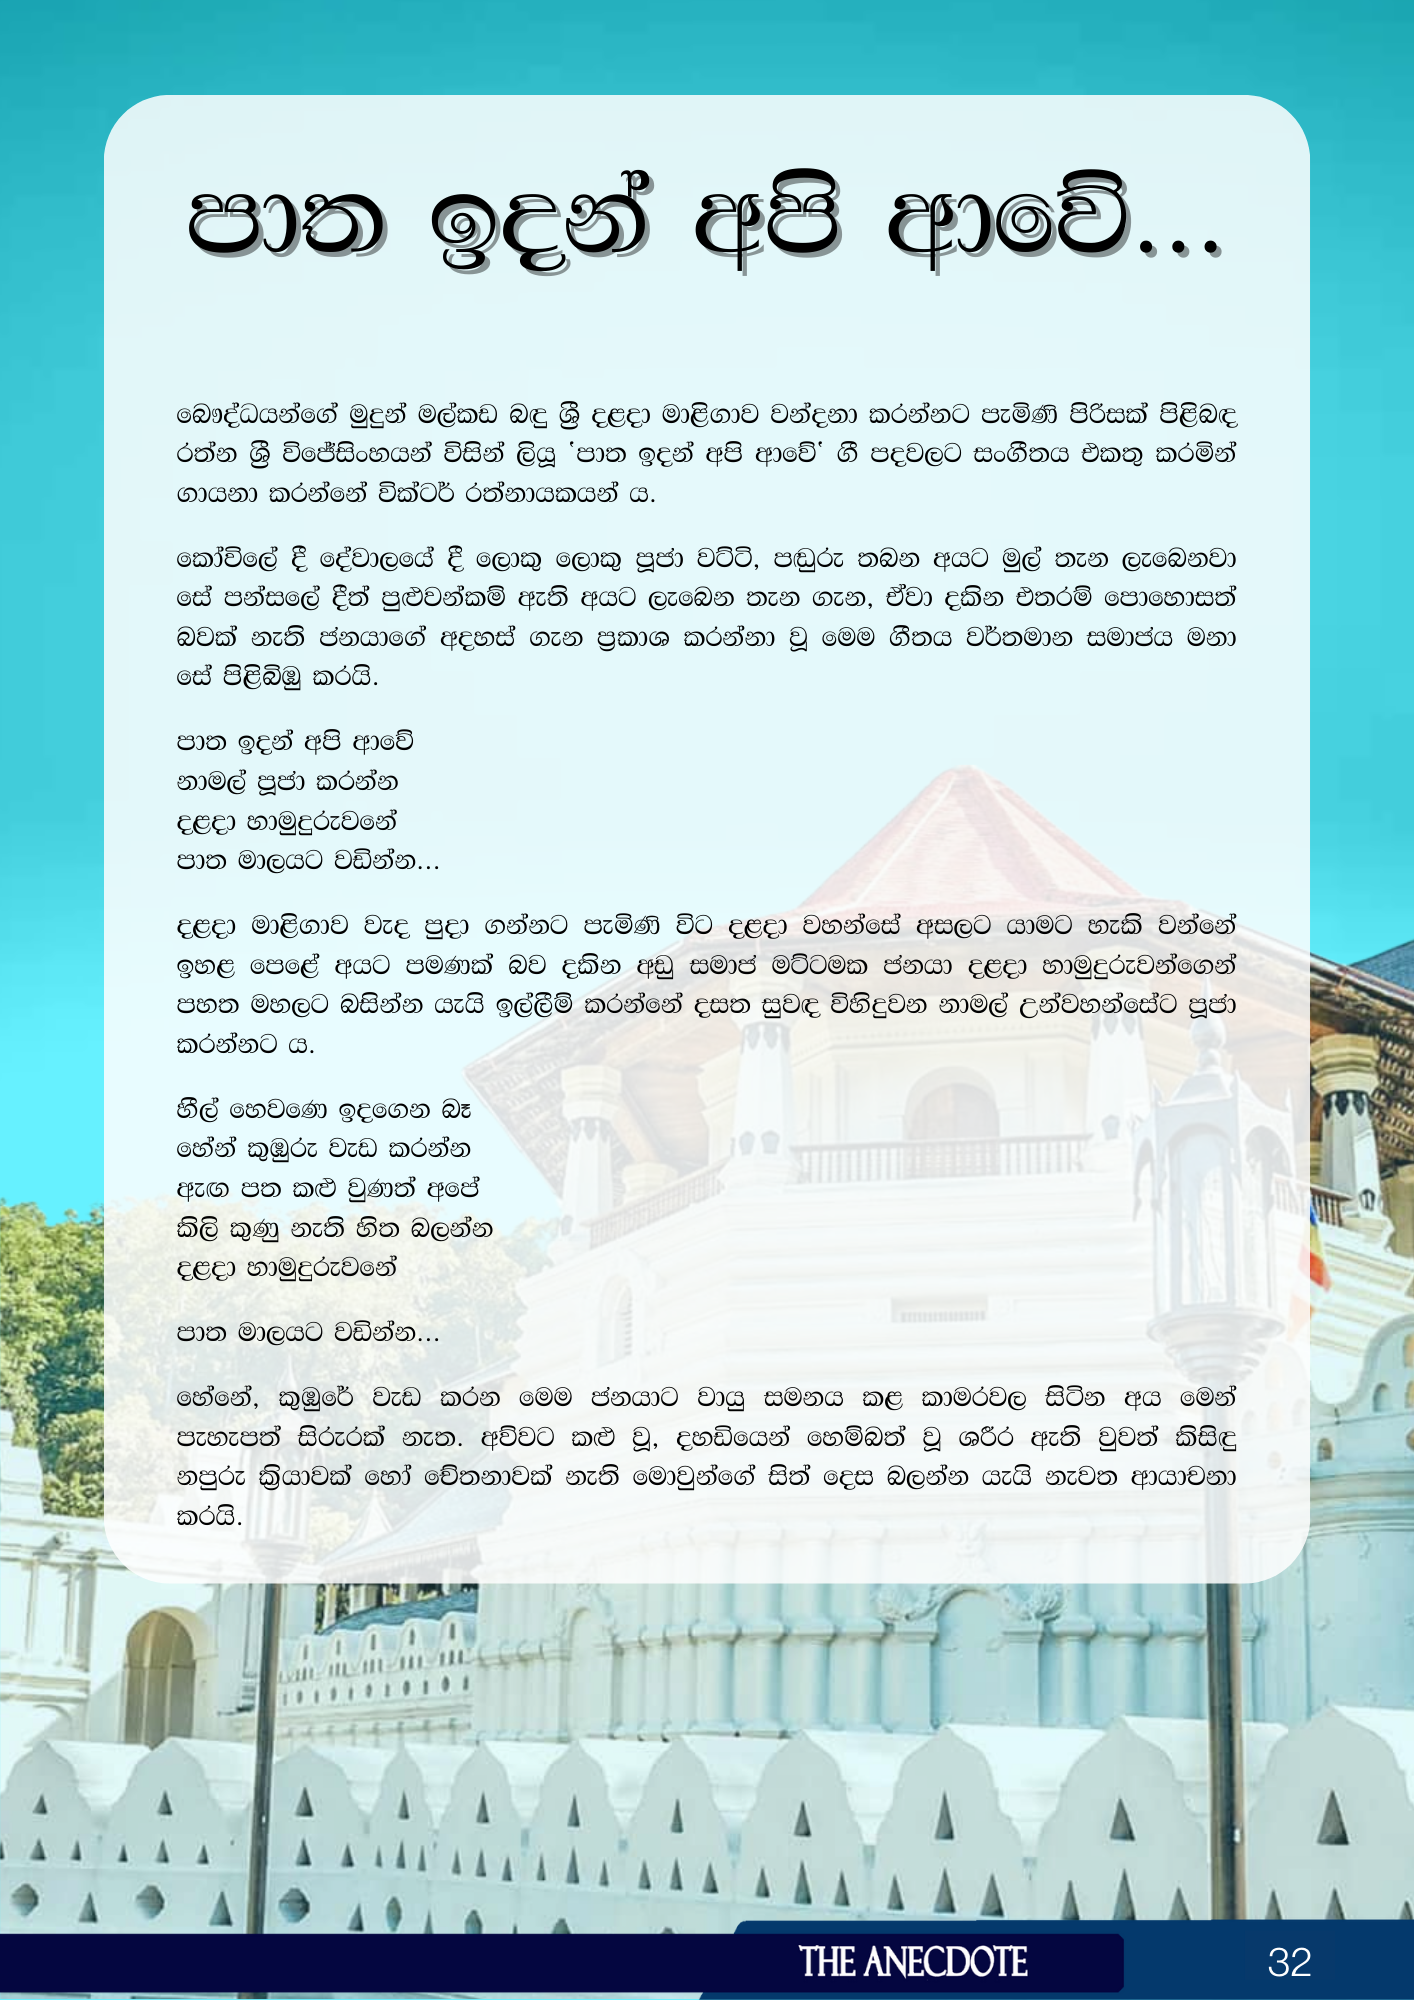 පාත ඉදන් අපි ආවේ...
බෞද්ධයන්ගේ මුදුන් මල්කඩ බඳු ශ්‍රී දළදා මාළිගාව වන්දනා කරන්නට පැමිණි පිරිසක් පිළිබඳ
රත්න ශ්‍රී විජේසිංහයන් විසින් ලියූ ‛පාත ඉදන් අපි ආවේ‛ ගී පදවලට සංගීතය එකතු කරමින්
ගායනා කරන්නේ වික්ටර් රත්නායකයන් ය.
කෝවිලේ දී දේවාලයේ දී ලොකු ලොකු පූජා වට්ටි, පඬුරු තබන අයට මුල් තැන ලැබෙනවා
සේ පන්සලේ දීත් පුළුවන්කම් ඇති අයට ලැබෙන තැන ගැන, ඒවා දකින එතරම් පොහොසත්
බවක් නැති ජනයාගේ අදහස් ගැන ප්‍රකාශ කරන්නා වූ මෙම ගීතය වර්තමාන සමාජය මනා
සේ පිළිබිඹු කරයි.
පාත ඉදන් අපි ආවේ
නාමල් පූජා කරන්න
දළදා හාමුදුරුවනේ
පාත මාලයට වඩින්න...
දළදා මාළිගාව වැද පුදා ගන්නට පැමිණි විට දළදා වහන්සේ අසලට යාමට හැකි වන්නේ
ඉහළ පෙළේ අයට පමණක් බව දකින අඩු සමාජ මට්ටමක ජනයා දළදා හාමුදුරුවන්ගෙන්
පහත මහලට බසින්න යැයි ඉල්ලීම් කරන්නේ දසත සුවඳ විහිදුවන නාමල් උන්වහන්සේට පූජා
කරන්නට ය.
හීල් හෙවණෙ ඉදගෙන බෑ
හේන් කුඹුරු වැඩ කරන්න
ඇඟ පත කළු වුණත් අපේ
කිලි කුණු නැති හිත බලන්න
දළදා හාමුදුරුවනේ
පාත මාලයට වඩින්න...
හේනේ, කුඹුරේ වැඩ කරන මෙම ජනයාට වායු සමනය කළ කාමරවල සිටින අය මෙන්
පැහැපත් සිරුරක් නැත. අව්වට කළු වූ, දහඩියෙන් හෙම්බත් වූ ශරීර ඇති වුවත් කිසිඳු
නපුරු ක්‍රියාවක් හෝ චේතනාවක් නැති මොවුන්ගේ සිත් දෙස බලන්න යැයි නැවත ආයාචනා
කරයි.
THE ANECDOTE
32